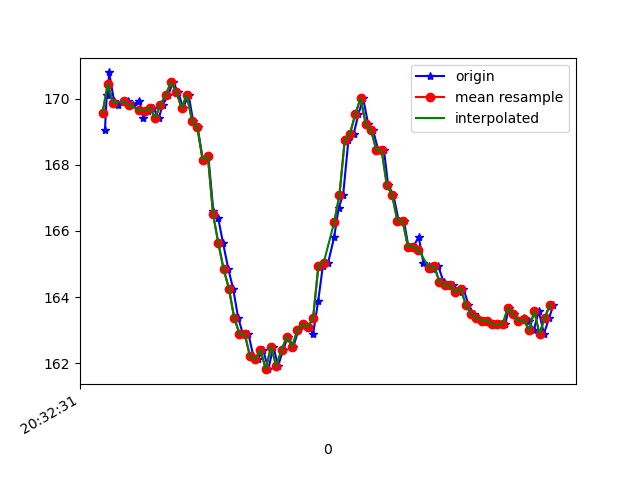 origin
mean resample
interpolated
170
168
166
164
162
20:32:31
0